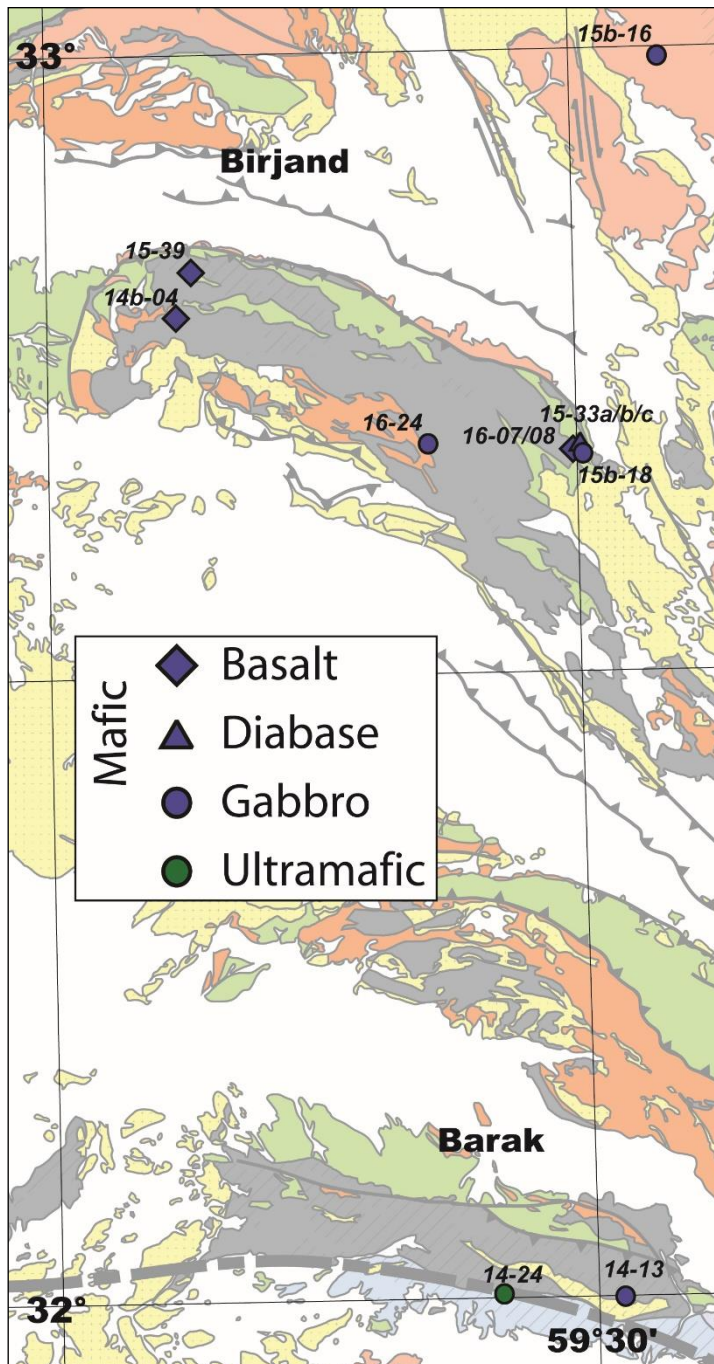 15b-16
33°
Birjand
15-39
14b-04
15-33a/b/c
16-24
16-07/08
15b-18
Mafic
Basalt
Diabase
Gabbro
Ultramafic
Barak
14-24
14-13
32°
59°30'